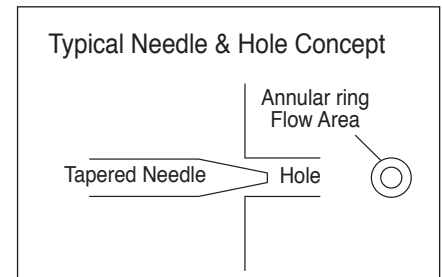 Typical Needle & Hole Concept
Annular ring
Flow Area
Tapered Needle
Hole